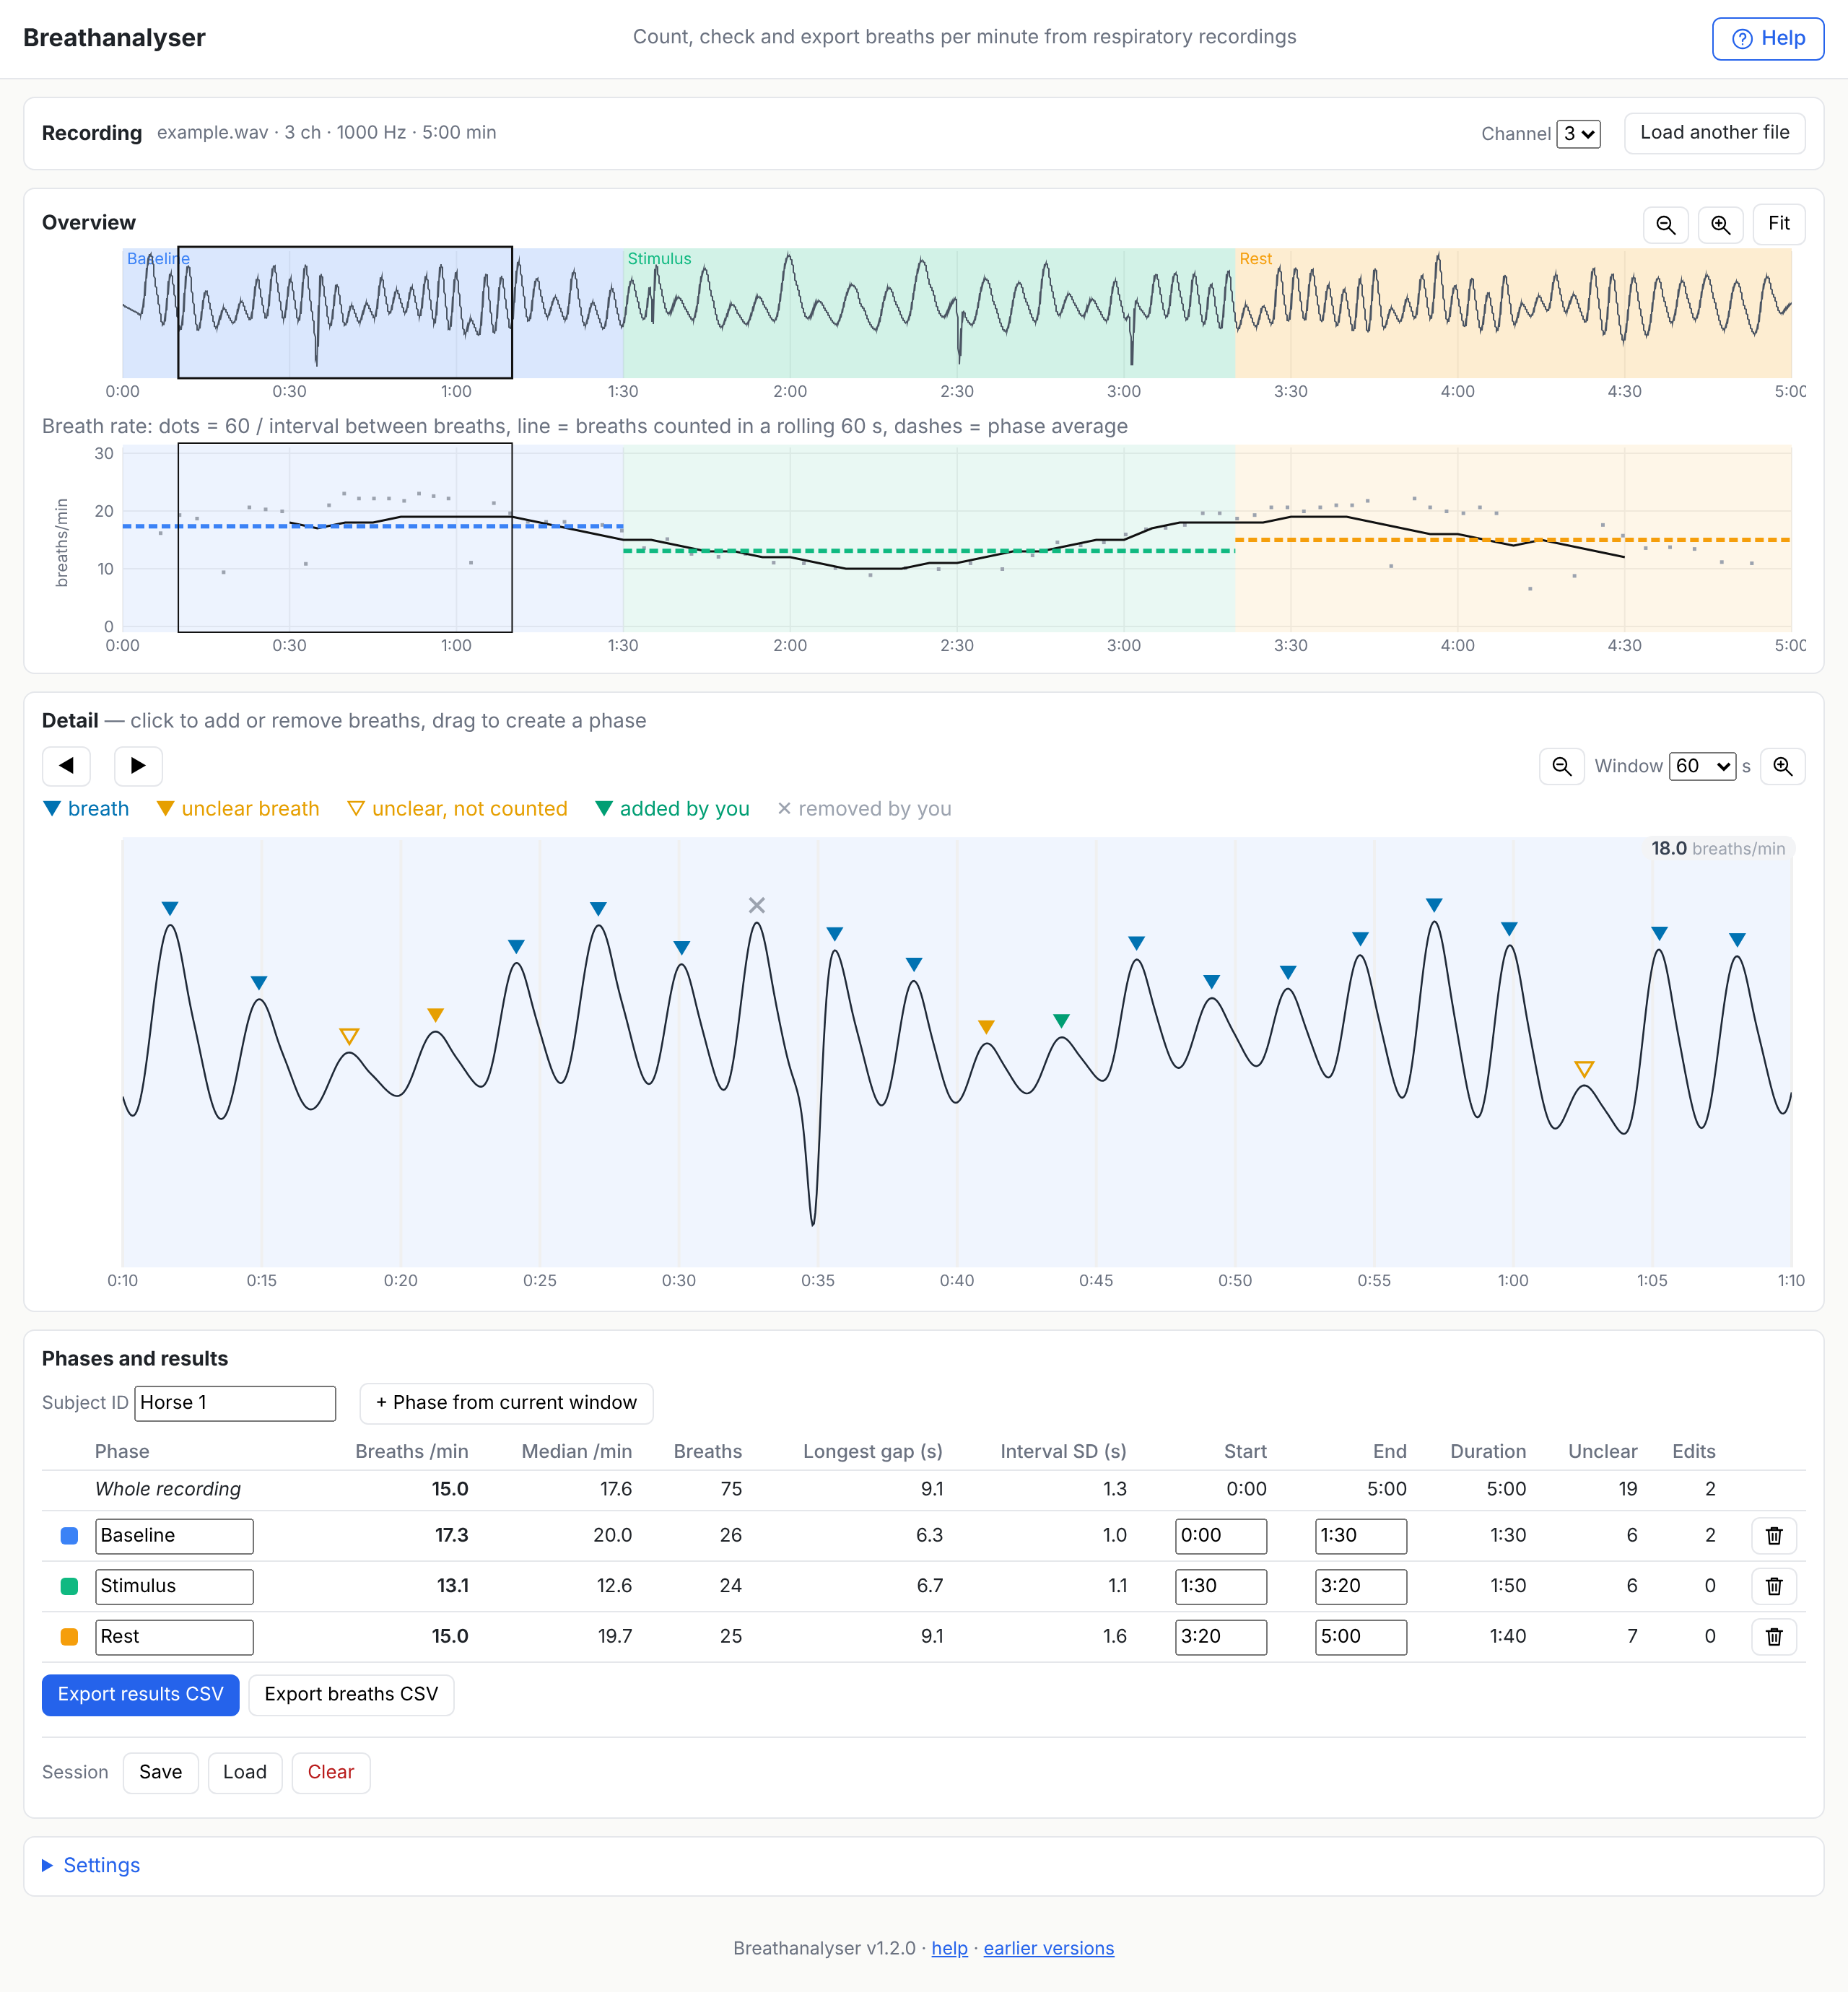 Breathanalyser
Count, check and export breaths per minute from respiratory recordings
Help
Recording example.wav · 3 ch · 1000 Hz · 5:00 min
Channel 3
Load another file
Overview
Fit
Baseline Stimulus Rest
0:00 0:30 1:00 1:30 2:00 2:30 3:00 3:30 4:00 4:30 5:00
Breath rate: dots = 60 / interval between breaths, line = breaths counted in a rolling 60 s, dashes = phase average
breaths/min
30
20
10
0
0:00 0:30 1:00 1:30 2:00 2:30 3:00 3:30 4:00 4:30 5:00
Detail — click to add or remove breaths, drag to create a phase
Window 60 s
breath unclear breath unclear, not counted added by you removed by you
18.0 breaths/min
0:10 0:15 0:20 0:25 0:30 0:35 0:40 0:45 0:50 0:55 1:00 1:05 1:10
Phases and results
Subject ID Horse 1 + Phase from current window
Phase Breaths /min Median /min Breaths Longest gap (s) Interval SD (s) Start End Duration Unclear Edits
Whole recording 15.0 17.6 75 9.1 1.3 0:00 5:00 5:00 19 2
Baseline 17.3 20.0 26 6.3 1.0 0:00 1:30 1:30 6 2
Stimulus 13.1 12.6 24 6.7 1.1 1:30 3:20 1:50 6 0
Rest 15.0 19.7 25 9.1 1.6 3:20 5:00 1:40 7 0
Export results CSV Export breaths CSV
Session Save Load Clear
Settings
Breathanalyser v1.2.0 · help · earlier versions